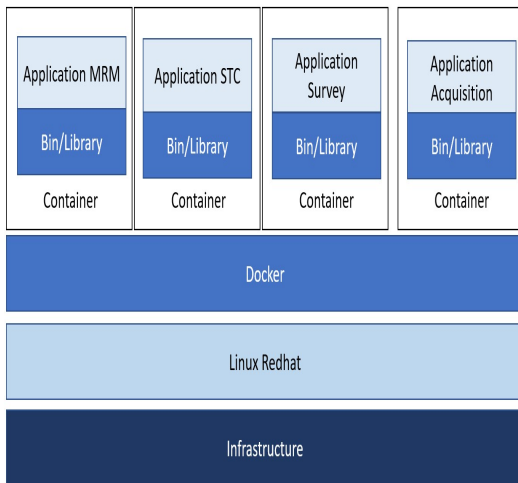 Application MRM
Bin/Library
Container
Application STC
Bin/Library
Container
Application
Survey
Bin/Library
Container
Application
Acquisition
Bin/Library
Container
Docker
Linux Redhat
Infrastructure